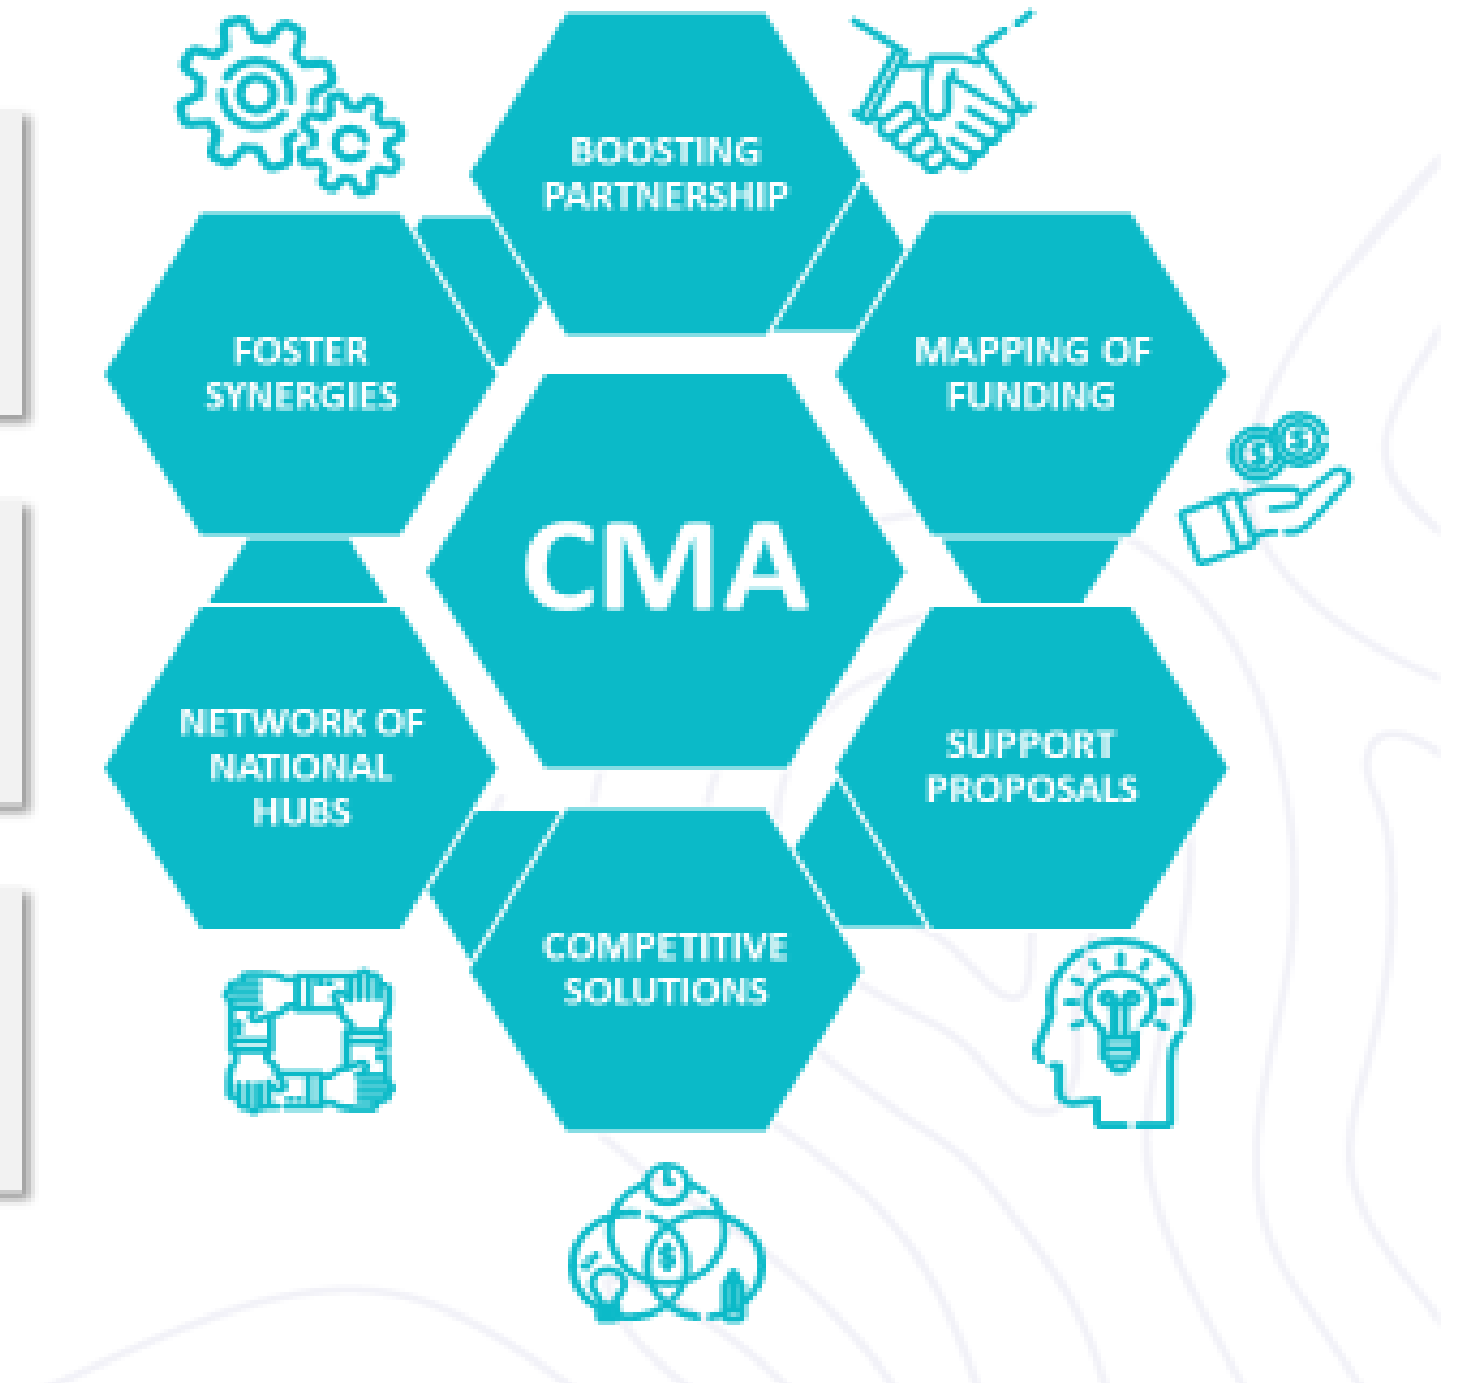 BOOSTING
PARTNERSHIP
FOSTER
SYNERGIES
MAPPING OF
FUNDING
CMA
NETWORK OF
NATIONAL
HUBS
SUPPORT
PROPOSALS
COMPETITIVE
SOLUTIONS